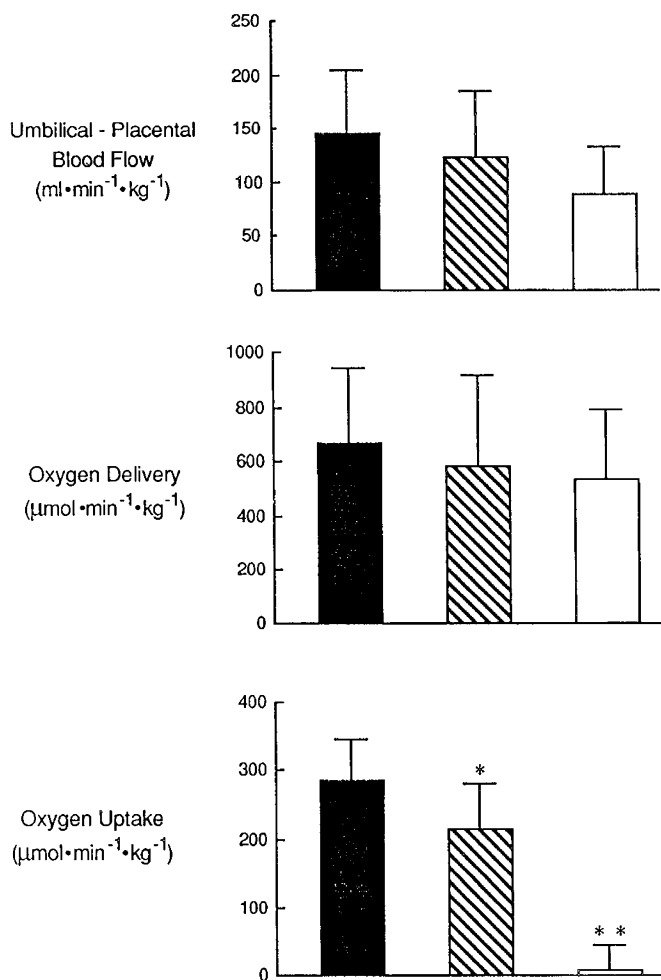 250
200
150
100
50
0
Umbilical - Placental
Blood Flow
(ml•min⁻¹•kg⁻¹)
1000
800
600
400
200
0
Oxygen Delivery
(µmol•min⁻¹•kg⁻¹)
400
300
200
100
0
Oxygen Uptake
(µmol•min⁻¹•kg⁻¹)
*
* *